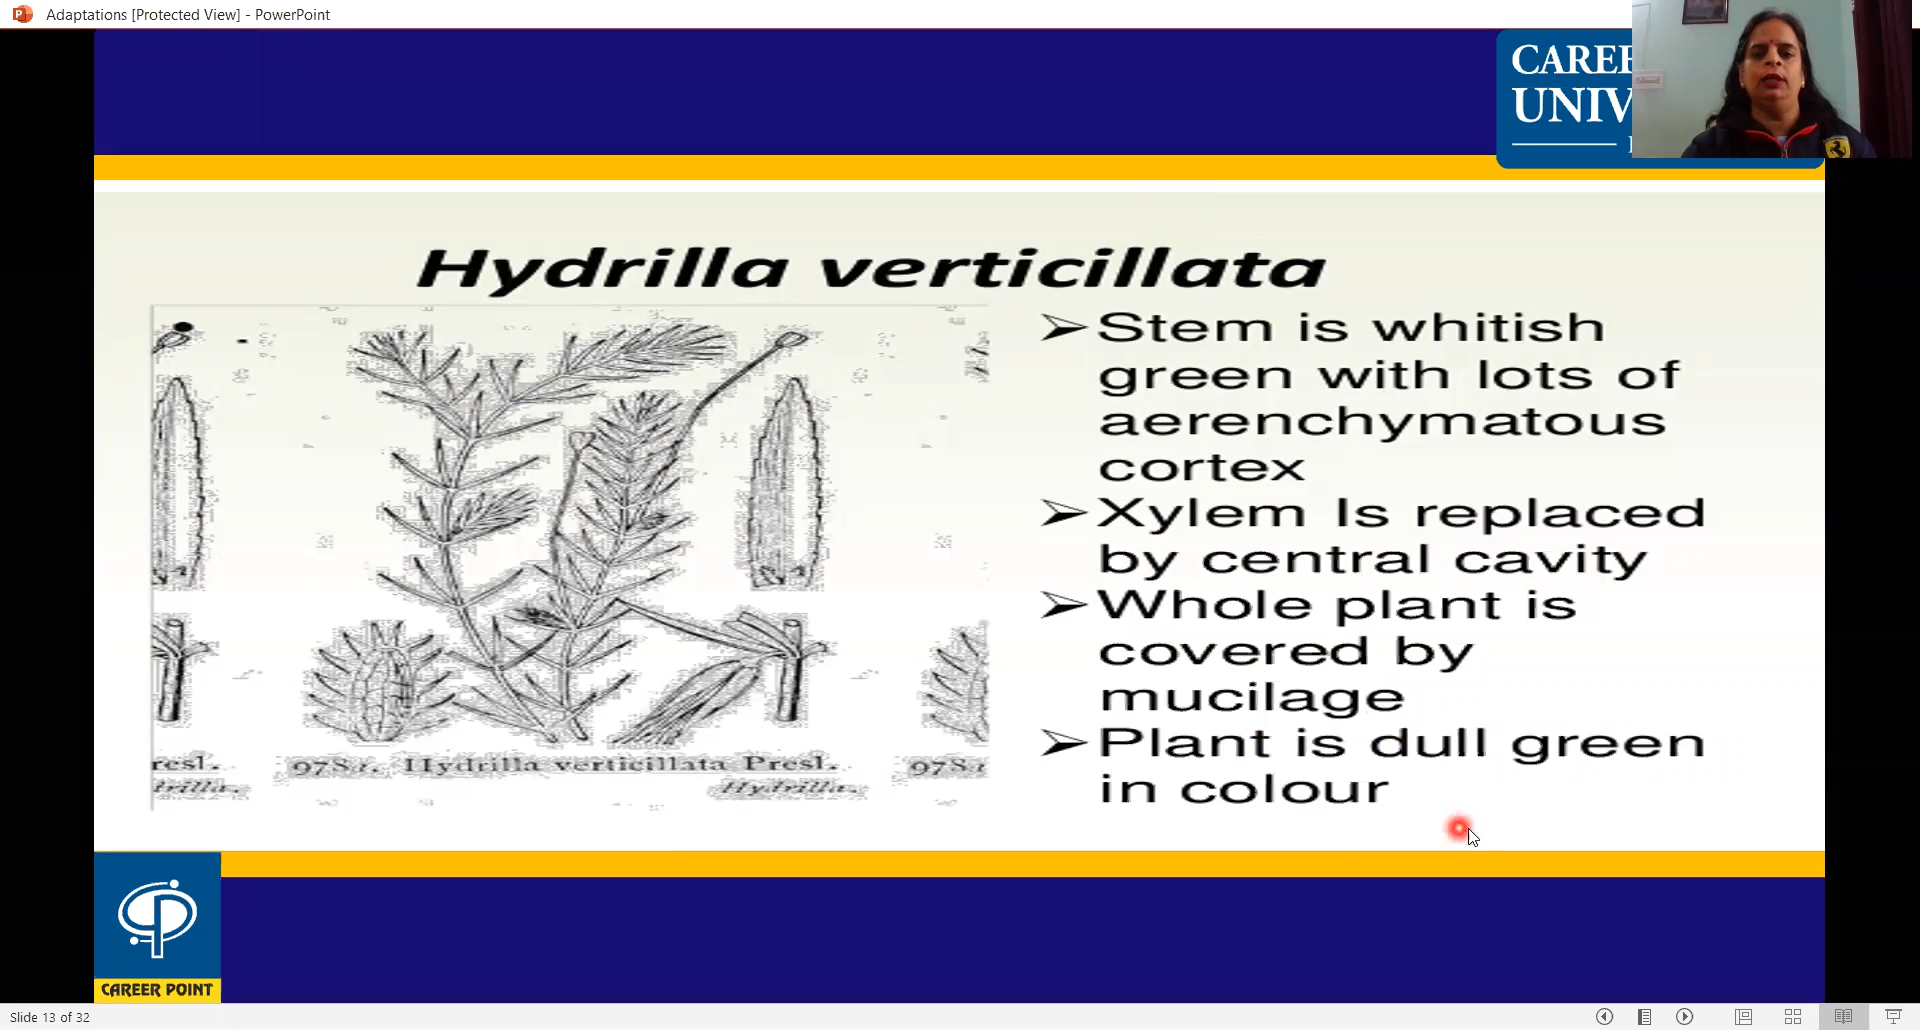 Adaptations [Protected View] - PowerPoint
CAREER
UNIV
Hydrilla verticillata
➢Stem is whitish
green with lots of
aerenchymatous
cortex
➢Xylem Is replaced
by central cavity
➢Whole plant is
covered by
mucilage
➢Plant is dull green
in colour
resl. 978 Hydrilla verticillata Presl. 978
Hydrilla.
CAREER POINT
Slide 13 of 32